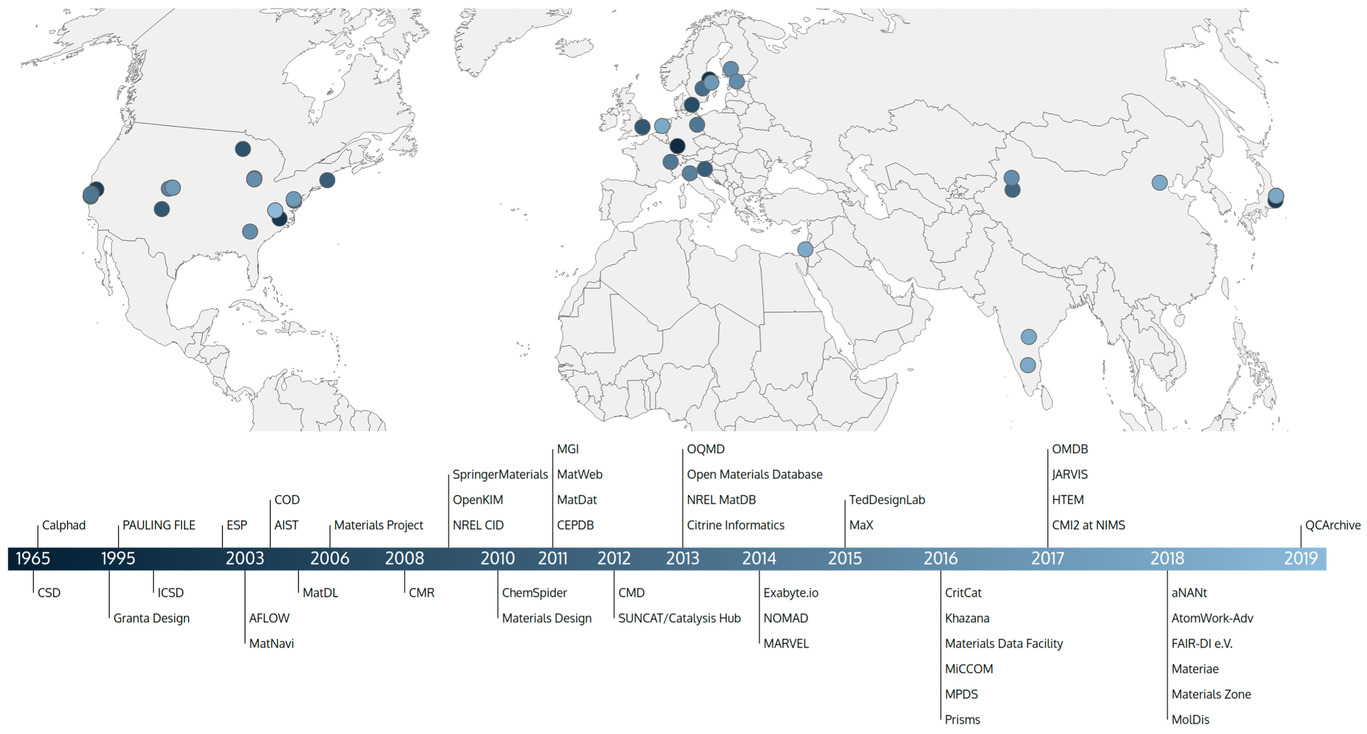 MGI
OQMD
OMDB
SpringerMaterials
MatWeb
Open Materials Database
JARVIS
COD
OpenKIM
MatDat
NREL MatDB
TedDesignLab
HTEM
Calphad
PAULING FILE
ESP
AIST
Materials Project
NREL CID
CEPDB
Citrine Informatics
MaX
CMI2 at NIMS
QCArchive
1965 1995 2003 2006 2008 2010 2011 2012 2013 2014 2015 2016 2017 2018 2019
CSD
ICSD
MatDL
CMR
ChemSpider
CMD
Exabyte.io
CritCat
aNANt
Granta Design
AFLOW
Materials Design
SUNCAT/Catalysis Hub
NOMAD
Khazana
AtomWork-Adv
MatNavi
MARVEL
Materials Data Facility
FAIR-DI e.V.
MiCCOM
Materiae
MPDS
Materials Zone
Prisms
MolDis